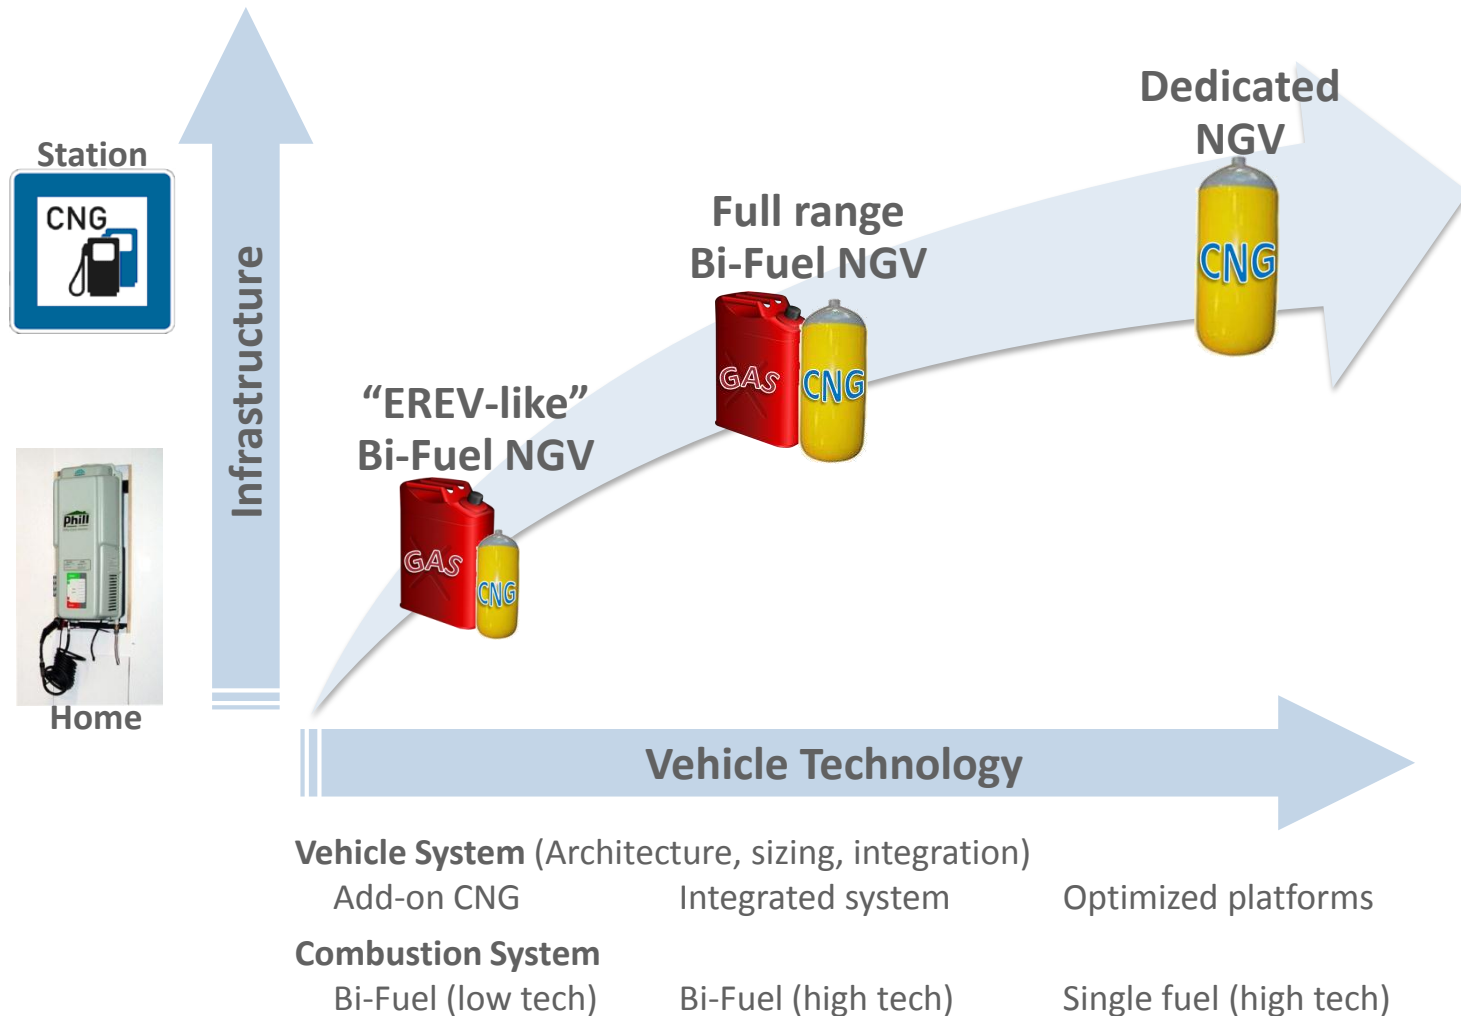 Station
CNG
Home
Phill
Infrastructure
Dedicated
NGV
CNG
Full range
Bi-Fuel NGV
GAS
CNG
“EREV-like”
Bi-Fuel NGV
GAS
CNG
Vehicle Technology
Vehicle System (Architecture, sizing, integration)
Add-on CNG Integrated system Optimized platforms
Combustion System
Bi-Fuel (low tech) Bi-Fuel (high tech) Single fuel (high tech)